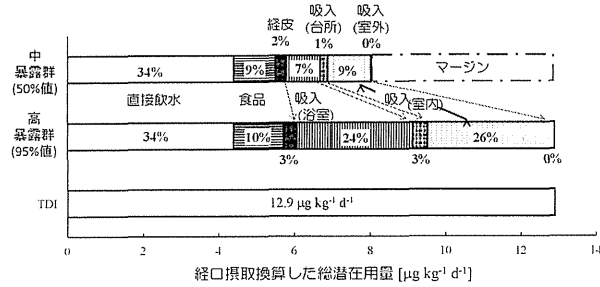 経皮
2%
吸入
(台所)
1%
吸入
(室外)
0%
中
暴露群
(50%値)
34%
9%
7%
9%
マージン
直接飲水
食品
吸入
(浴室)
吸入(室内)
高
暴露群
(95%値)
34%
10%
24%
26%
3%
3%
0%
TDI
12.9 μg kg⁻¹ d⁻¹
0 2 4 6 8 10 12 14
経口摂取換算した総潜在用量 [μg kg⁻¹ d⁻¹]